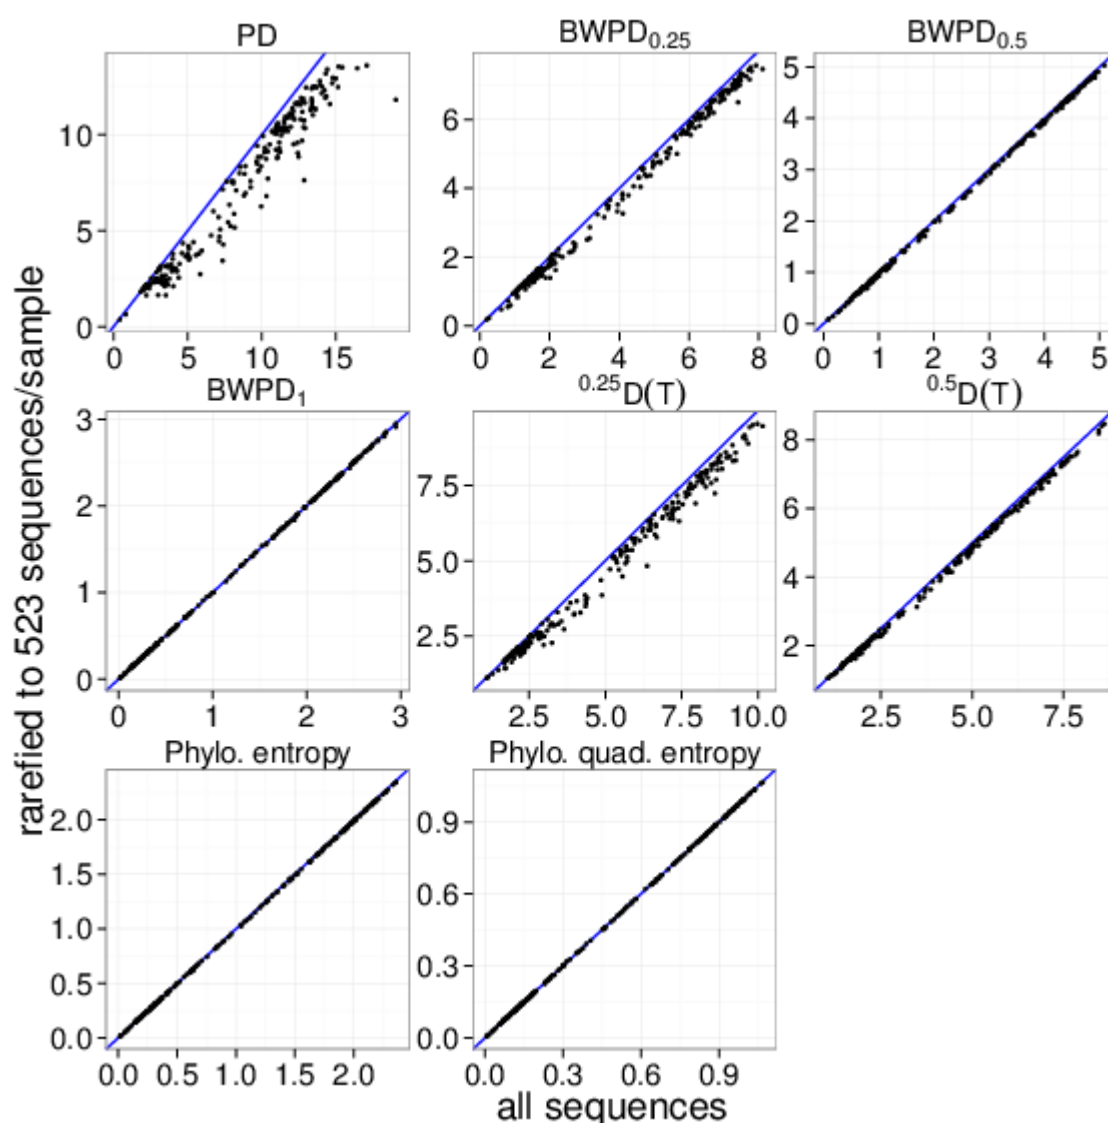 PD
BWPD0.25
BWPD0.5
10
5
0
0 5 10 15
6
4
2
0
0 2 4 6 8
5
4
3
2
1
0
0 1 2 3 4 5
rarefied to 523 sequences/sample
BWPD1
0.25D(T)
0.5D(T)
3
2
1
0
0 1 2 3
7.5
5.0
2.5
2.5 5.0 7.5 10.0
8
6
4
2
2.5 5.0 7.5
Phylo. entropy
Phylo. quad. entropy
2.0
1.5
1.0
0.5
0.0
0.0 0.5 1.0 1.5 2.0
0.9
0.6
0.3
0.0
0.0 0.3 0.6 0.9
all sequences